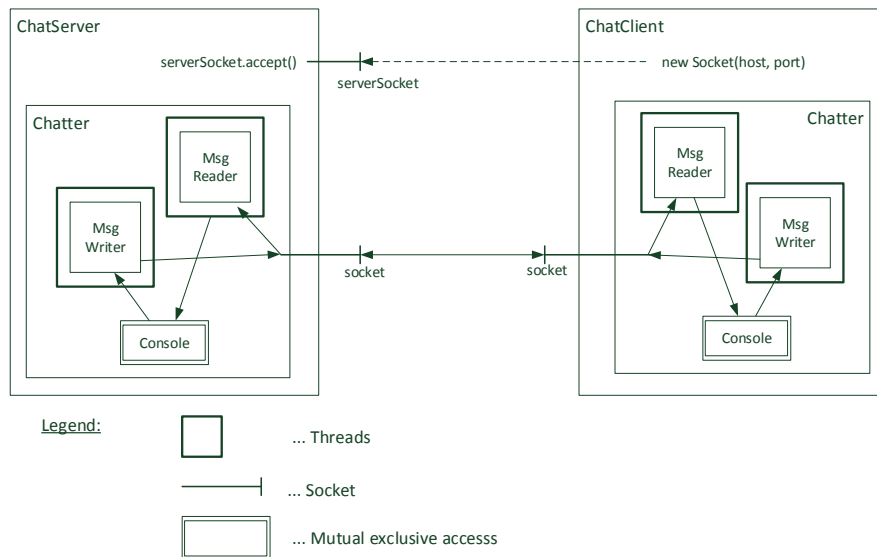 ChatServer
ChatClient
serverSocket.accept()
new Socket(host, port)
serverSocket
Chatter
Chatter
Msg
Reader
Msg
Reader
Msg
Writer
Msg
Writer
socket
socket
Console
Console
Legend:
... Threads
... Socket
... Mutual exclusive accesss